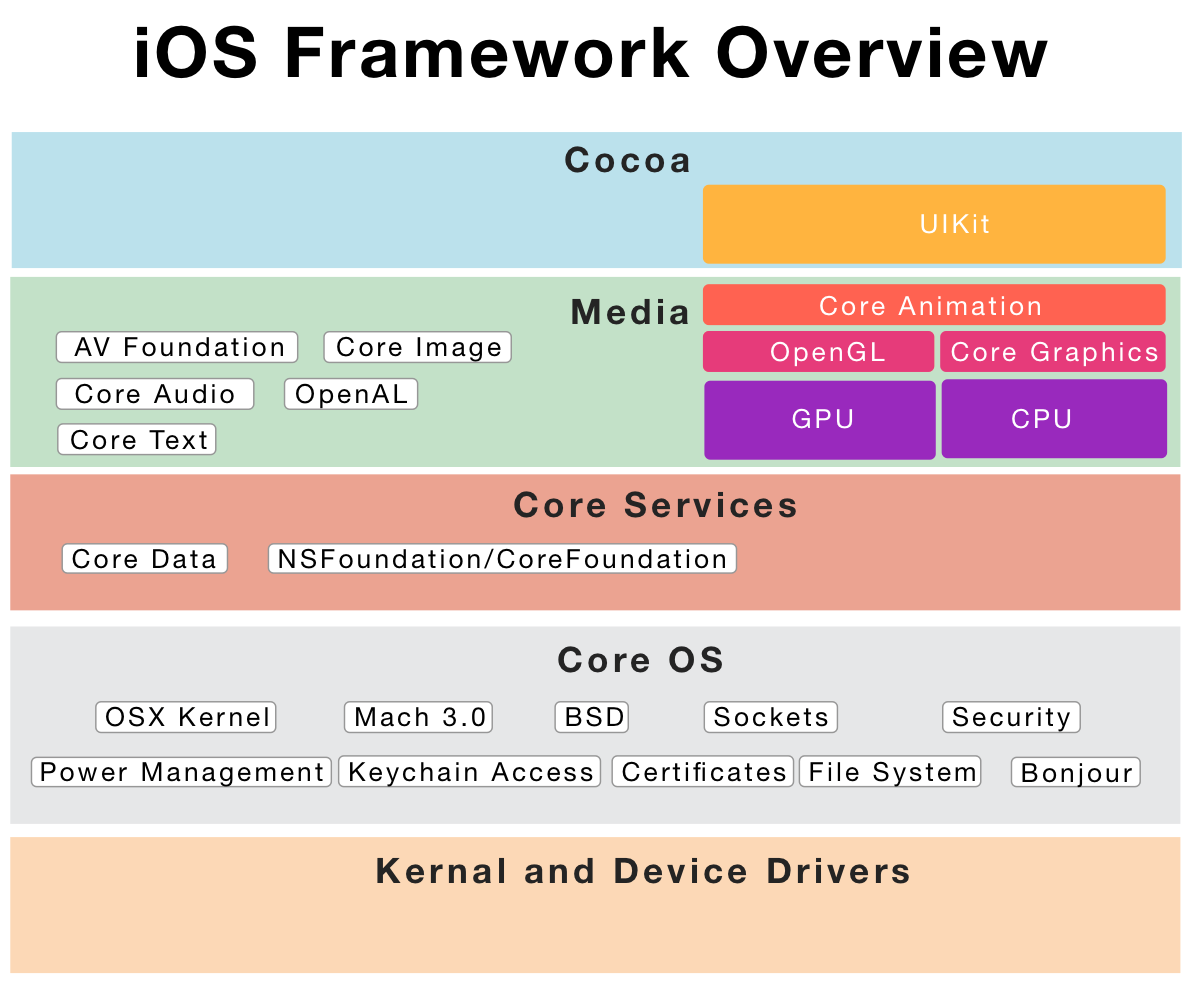 iOS Framework Overview
Cocoa
UIKit
Media
Core Animation
AV Foundation
Core Image
OpenGL
Core Graphics
Core Audio
OpenAL
GPU
CPU
Core Text
Core Services
Core Data
NSFoundation/CoreFoundation
Core OS
OSX Kernel
Mach 3.0
BSD
Sockets
Security
Power Management
Keychain Access
Certificates
File System
Bonjour
Kernal and Device Drivers